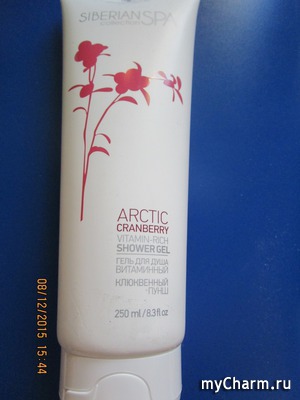 SIBERIAN SPA
ARCTIC
CRANBERRY
VITAMIN-RICH
SHOWER GEL
ГЕЛЬ ДЛЯ ДУША
ВИТАМИННЫЙ
КЛЮКВЕННЫЙ
ПУНШ
250 ml / 8.3 fl.oz
08/12/2015 15:44
myCharm.ru